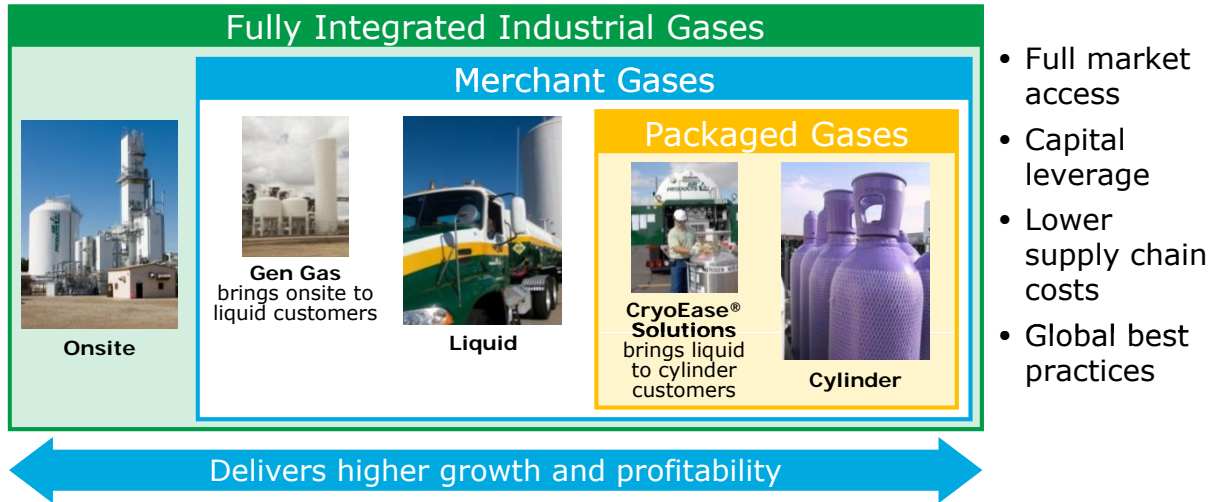 Fully Integrated Industrial Gases
Merchant Gases
Packaged Gases
Onsite
Gen Gas
brings onsite to
liquid customers
Liquid
PRODUCTS
CryoEase®
Solutions
brings liquid
to cylinder
customers
Cylinder
• Full market
access
• Capital
leverage
• Lower
supply chain
costs
• Global best
practices
Delivers higher growth and profitability